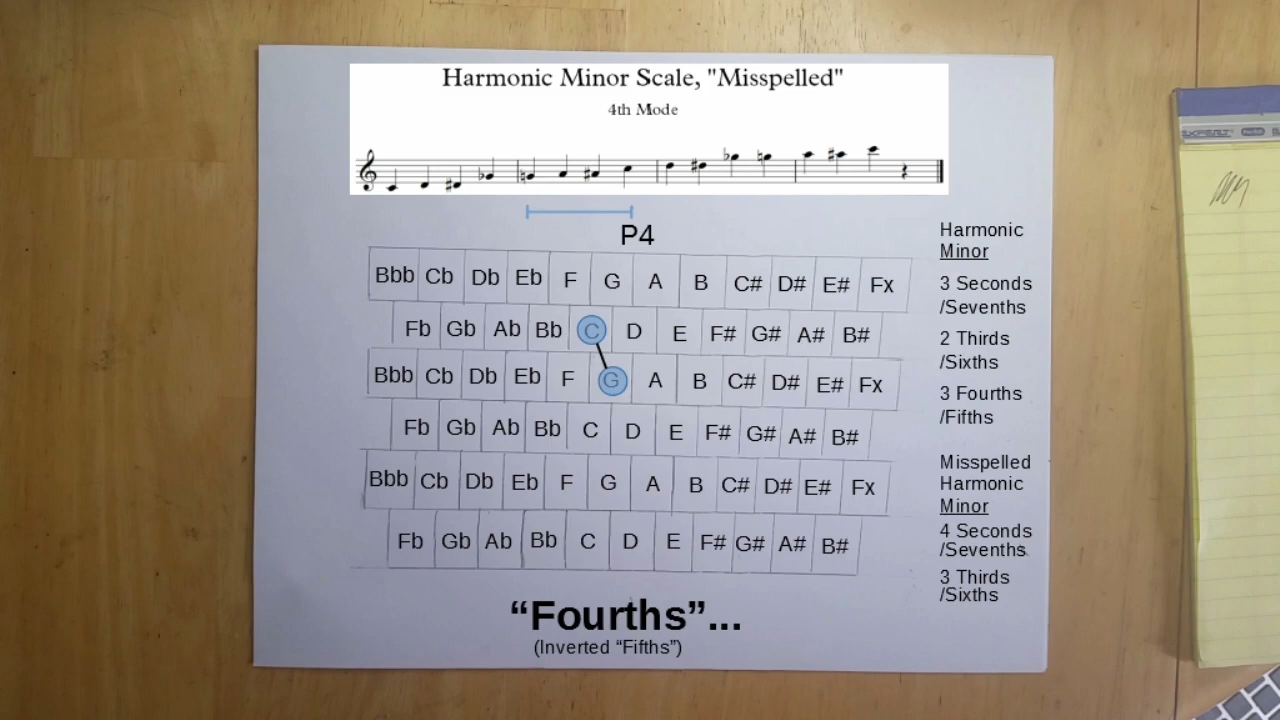 Harmonic Minor Scale, "Misspelled"
4th Mode
P4
Bbb Cb Db Eb F G A B C# D# E# Fx
Fb Gb Ab Bb C D E F# G# A# B#
Bbb Cb Db Eb F G A B C# D# E# Fx
Fb Gb Ab Bb C D E F# G# A# B#
Bbb Cb Db Eb F G A B C# D# E# Fx
Fb Gb Ab Bb C D E F# G# A# B#
“Fourths”...
(Inverted “Fifths”)
Harmonic
Minor
3 Seconds
/Sevenths
2 Thirds
/Sixths
3 Fourths
/Fifths
Misspelled
Harmonic
Minor
4 Seconds
/Sevenths
3 Thirds
/Sixths